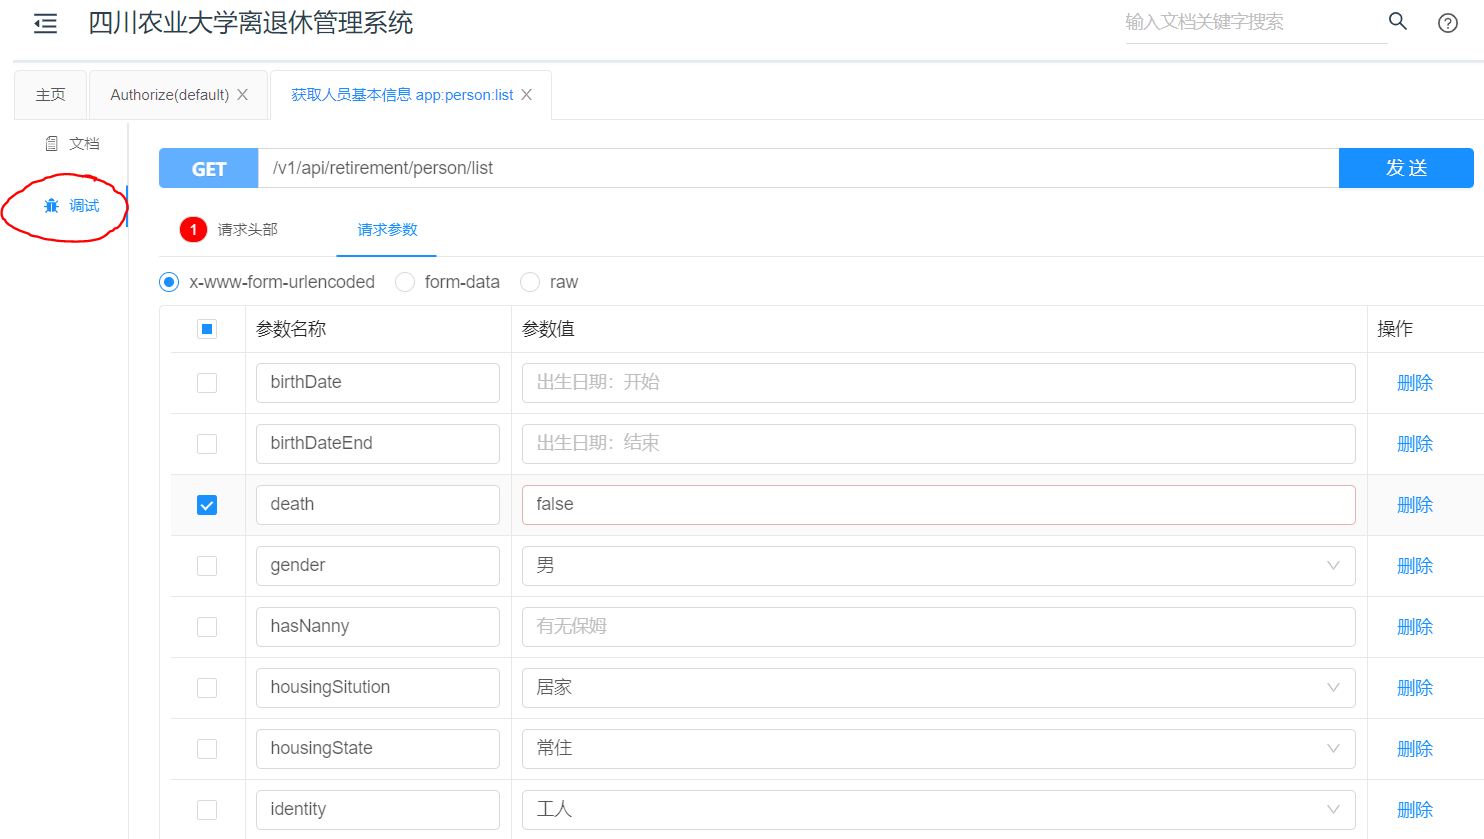 四川农业大学离退休管理系统
输入文档关键字搜索
主页
Authorize(default)
获取人员基本信息 app:person:list
文档
调试
GET
/v1/api/retirement/person/list
发 送
1 请求头部
请求参数
x-www-form-urlencoded
form-data
raw
参数名称
参数值
操作
birthDate
出生日期：开始
删除
birthDateEnd
出生日期：结束
删除
death
false
删除
gender
男
删除
hasNanny
有无保姆
删除
housingSitution
居家
删除
housingState
常住
删除
identity
工人
删除